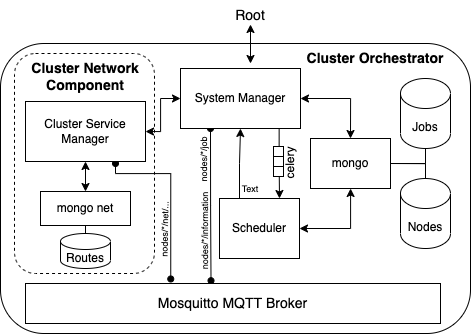 Root
Cluster Orchestrator
Cluster Network
Component
System Manager
Cluster Service
Manager
Jobs
nodes/*/job
celery
mongo
Text
mongo net
nodes/*/net/...
nodes/*/information
Scheduler
Nodes
Routes
Mosquitto MQTT Broker